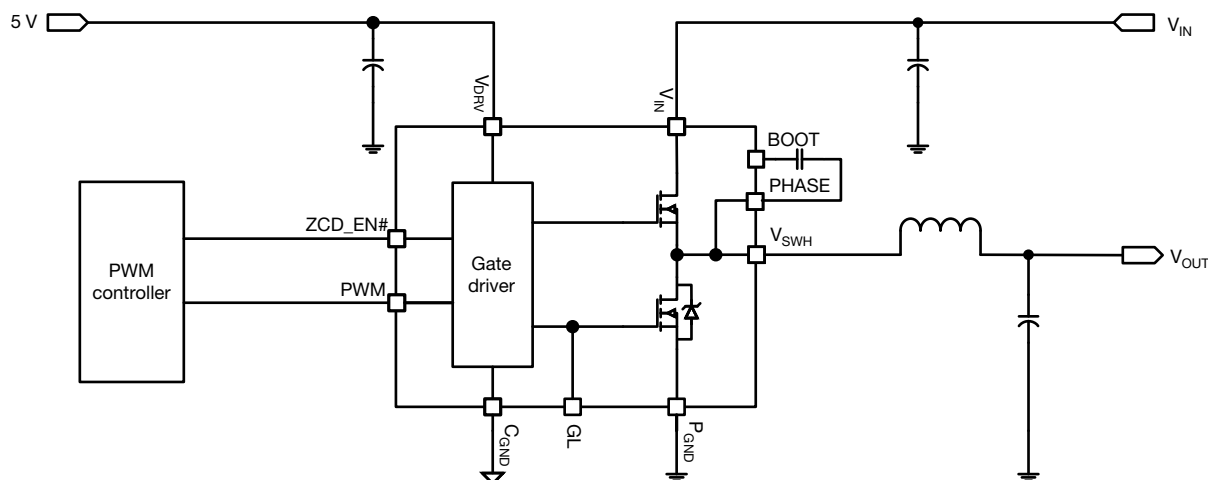 5 V
V_IN
V_DRV
V_IN
BOOT
PHASE
ZCD_EN#
V_SWH
PWM
controller
Gate
driver
V_OUT
PWM
C_GND
GL
P_GND